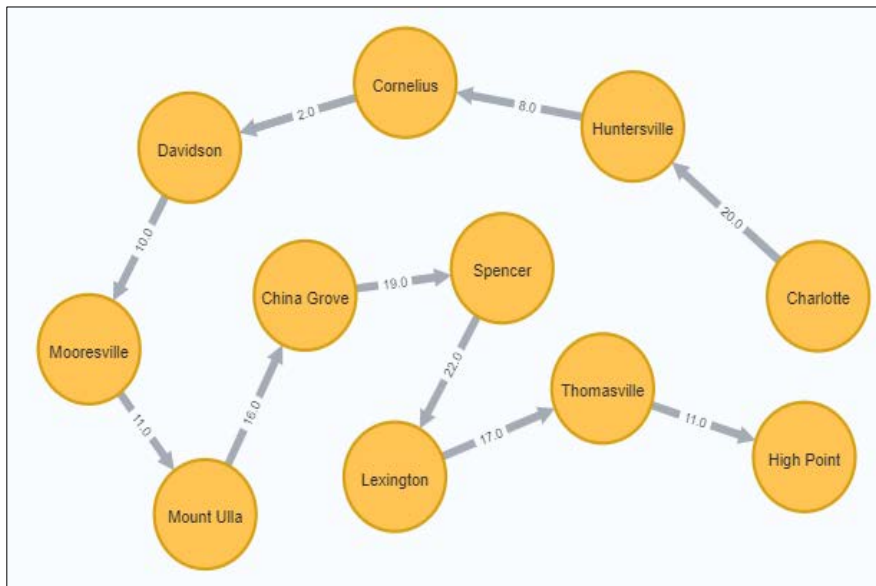 Cornelius
8.0
Huntersville
2.0
Davidson
20.0
10.0
China Grove
19.0
Spencer
Charlotte
Mooresville
22.0
Thomasville
11.0
16.0
11.0
17.0
High Point
Lexington
Mount Ulla